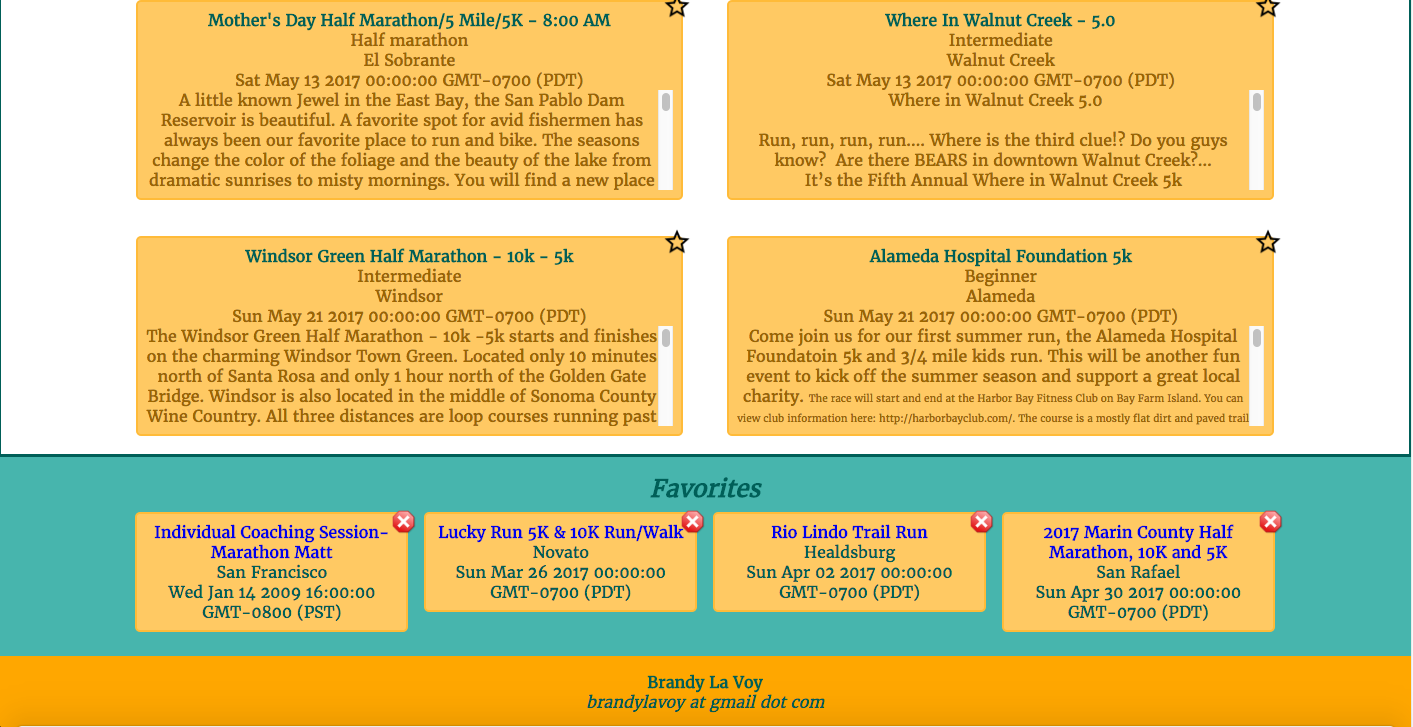 Mother's Day Half Marathon/5 Mile/5K - 8:00 AM
Half marathon
El Sobrante
Sat May 13 2017 00:00:00 GMT-0700 (PDT)
A little known Jewel in the East Bay, the San Pablo Dam
Reservoir is beautiful. A favorite spot for avid fishermen has
always been our favorite place to run and bike. The seasons
change the color of the foliage and the beauty of the lake from
dramatic sunrises to misty mornings. You will find a new place
Where In Walnut Creek - 5.0
Intermediate
Walnut Creek
Sat May 13 2017 00:00:00 GMT-0700 (PDT)
Where in Walnut Creek 5.0
Run, run, run, run.... Where is the third clue!? Do you guys
know?  Are there BEARS in downtown Walnut Creek?...
It’s the Fifth Annual Where in Walnut Creek 5k
Windsor Green Half Marathon - 10k - 5k
Intermediate
Windsor
Sun May 21 2017 00:00:00 GMT-0700 (PDT)
The Windsor Green Half Marathon - 10k -5k starts and finishes
on the charming Windsor Town Green. Located only 10 minutes
north of Santa Rosa and only 1 hour north of the Golden Gate
Bridge. Windsor is also located in the middle of Sonoma County
Wine Country. All three distances are loop courses running past
Alameda Hospital Foundation 5k
Beginner
Alameda
Sun May 21 2017 00:00:00 GMT-0700 (PDT)
Come join us for our first summer run, the Alameda Hospital
Foundatoin 5k and 3/4 mile kids run. This will be another fun
event to kick off the summer season and support a great local
charity. The race will start and end at the Harbor Bay Fitness Club on Bay Farm Island. You can
view club information here: http://harborbayclub.com/. The course is a mostly flat dirt and paved trail
Favorites
Individual Coaching Session-
Marathon Matt
San Francisco
Wed Jan 14 2009 16:00:00
GMT-0800 (PST)
Lucky Run 5K & 10K Run/Walk
Novato
Sun Mar 26 2017 00:00:00
GMT-0700 (PDT)
Rio Lindo Trail Run
Healdsburg
Sun Apr 02 2017 00:00:00
GMT-0700 (PDT)
2017 Marin County Half
Marathon, 10K and 5K
San Rafael
Sun Apr 30 2017 00:00:00
GMT-0700 (PDT)
Brandy La Voy
brandylavoy at gmail dot com